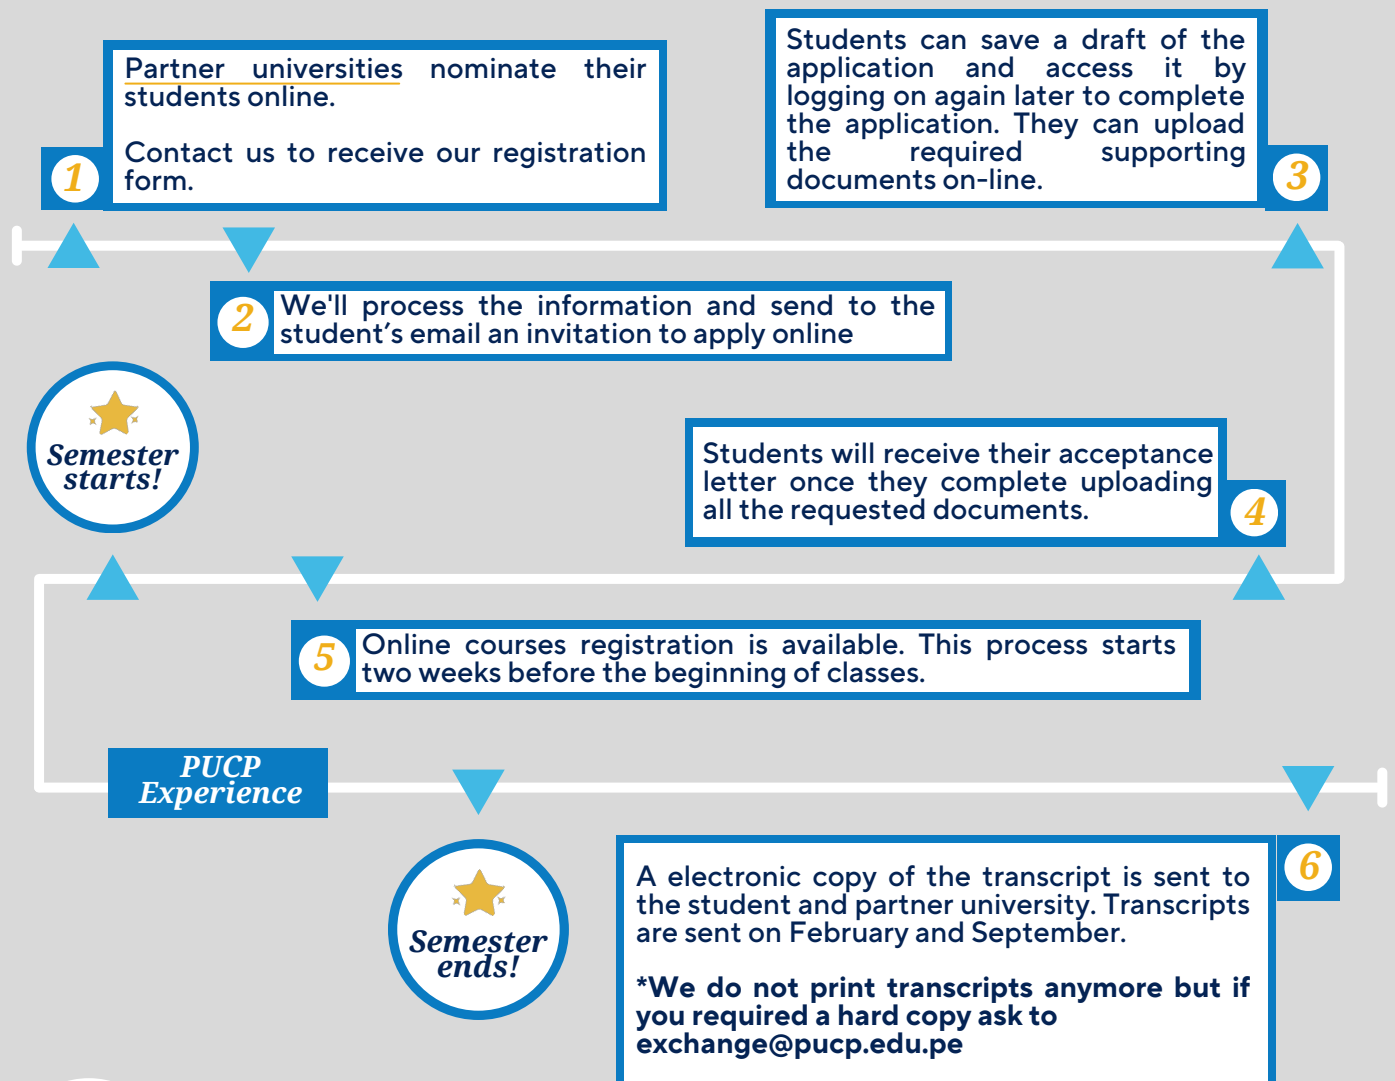 Partner universities nominate their
students online.
Contact us to receive our registration
form.
1
2
We'll process the information and send to the
student's email an invitation to apply online
Students can save a draft of the
application and access it by
logging on again later to complete
the application. They can upload
the required supporting
documents on-line.
3
Students will receive their acceptance
letter once they complete uploading
all the requested documents.
4
5
Online courses registration is available. This process starts
two weeks before the beginning of classes.
Semester
starts!
PUCP
Experience
Semester
ends!
A electronic copy of the transcript is sent to
the student and partner university. Transcripts
are sent on February and September.
*We do not print transcripts anymore but if
you required a hard copy ask to
exchange@pucp.edu.pe
6